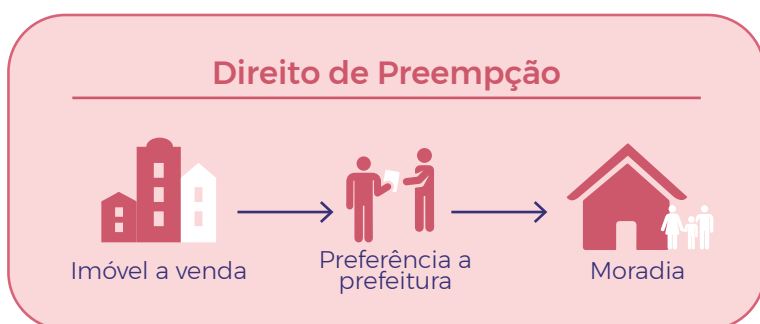 Direito de Preempção
Imóvel a venda
Preferência a
prefeitura
Moradia